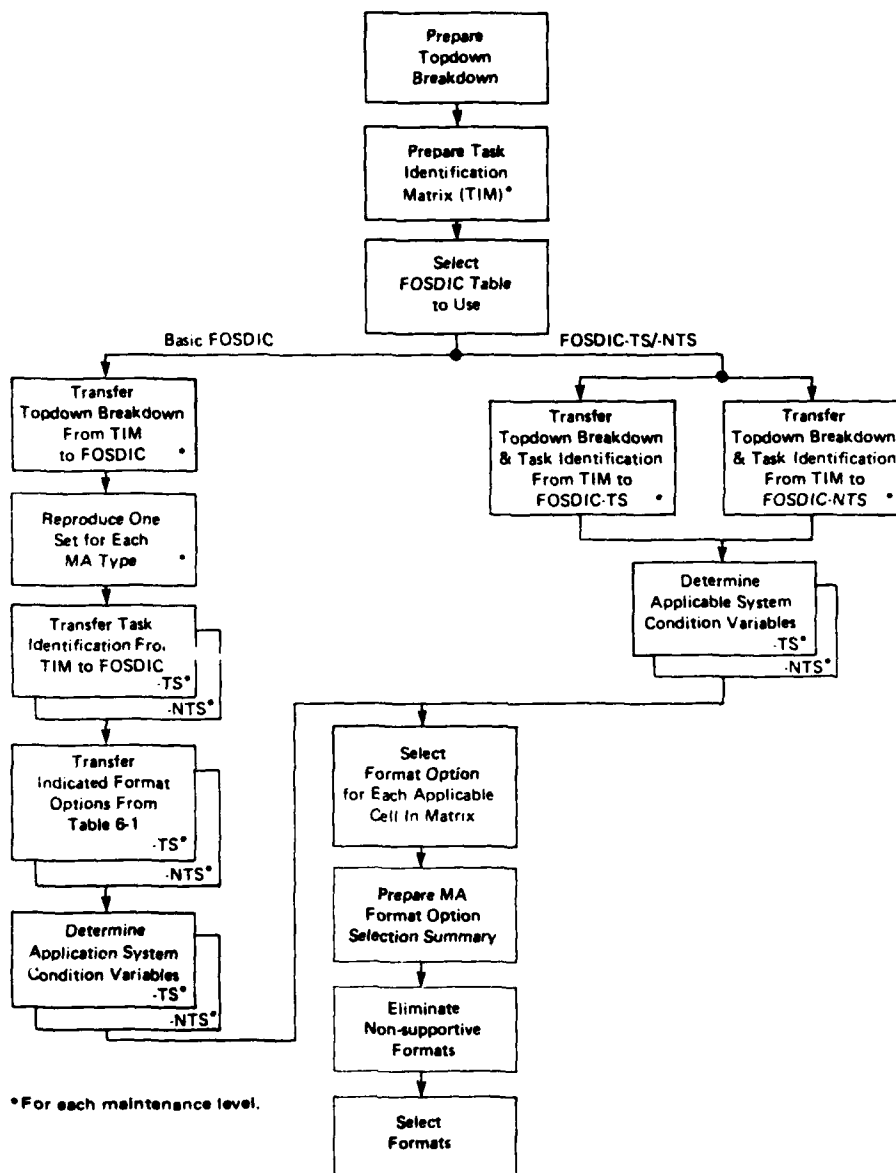 Prepare
Topdown
Breakdown
Prepare Task
Identification
Matrix (TIM)*
Select
FOSDIC Table
to Use
Basic FOSDIC
FOSDIC-TS/-NTS
Transfer
Topdown Breakdown
From TIM
to FOSDIC *
Reproduce One
Set for Each
MA Type *
Transfer Task
Identification Fro
TIM to FOSDIC
-TS*
-NTS*
Transfer
Indicated Format
Options From
Table 6-1
-TS*
-NTS*
Determine
Application System
Condition Variables
-TS*
-NTS*
Transfer
Topdown Breakdown
& Task Identification
From TIM to
FOSDIC-TS *
Transfer
Topdown Breakdown
& Task Identification
From TIM to
FOSDIC-NTS *
Determine
Applicable System
Condition Variables
-TS*
-NTS*
Select
Format Option
for Each Applicable
Cell In Matrix
Prepare MA
Format Option
Selection Summary
Eliminate
Non-supportive
Formats
Select
Formats
*For each maintenance level.